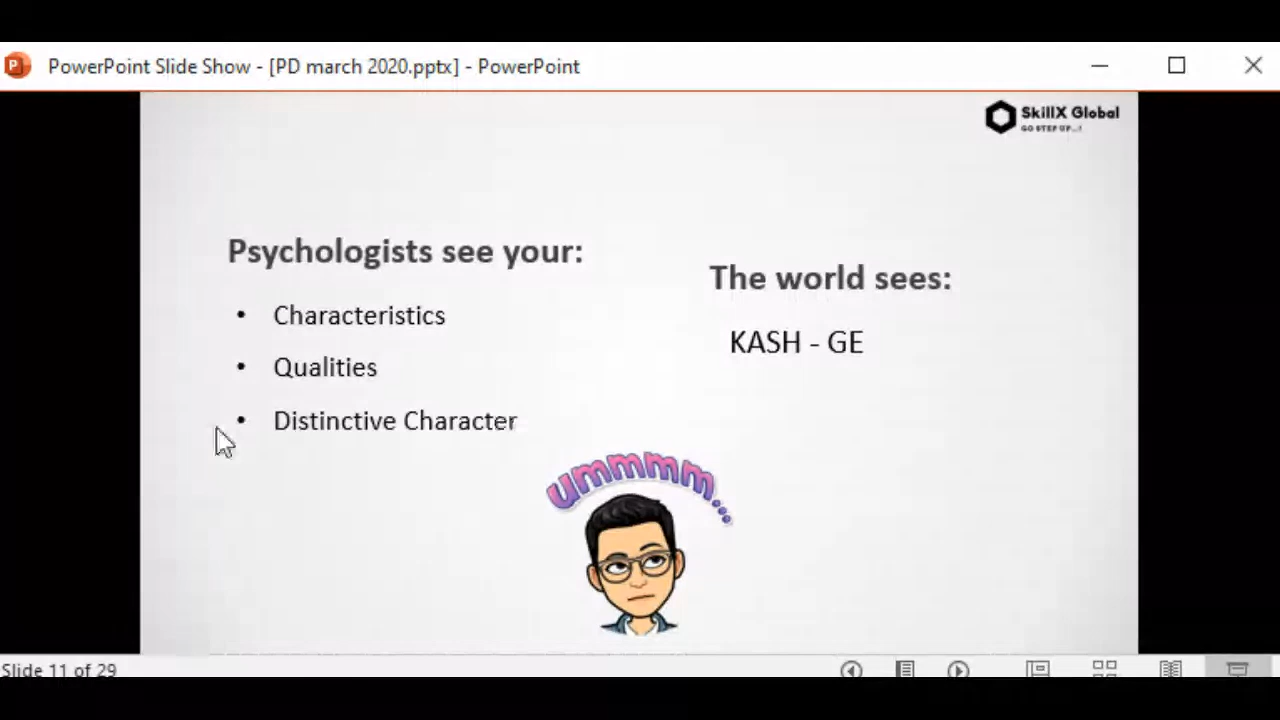 PowerPoint Slide Show - [PD march 2020.pptx] - PowerPoint
SkillX Global
GO STEP UP...!
Psychologists see your:
• Characteristics
• Qualities
• Distinctive Character
The world sees:
KASH - GE
ummmm...
Slide 11 of 29